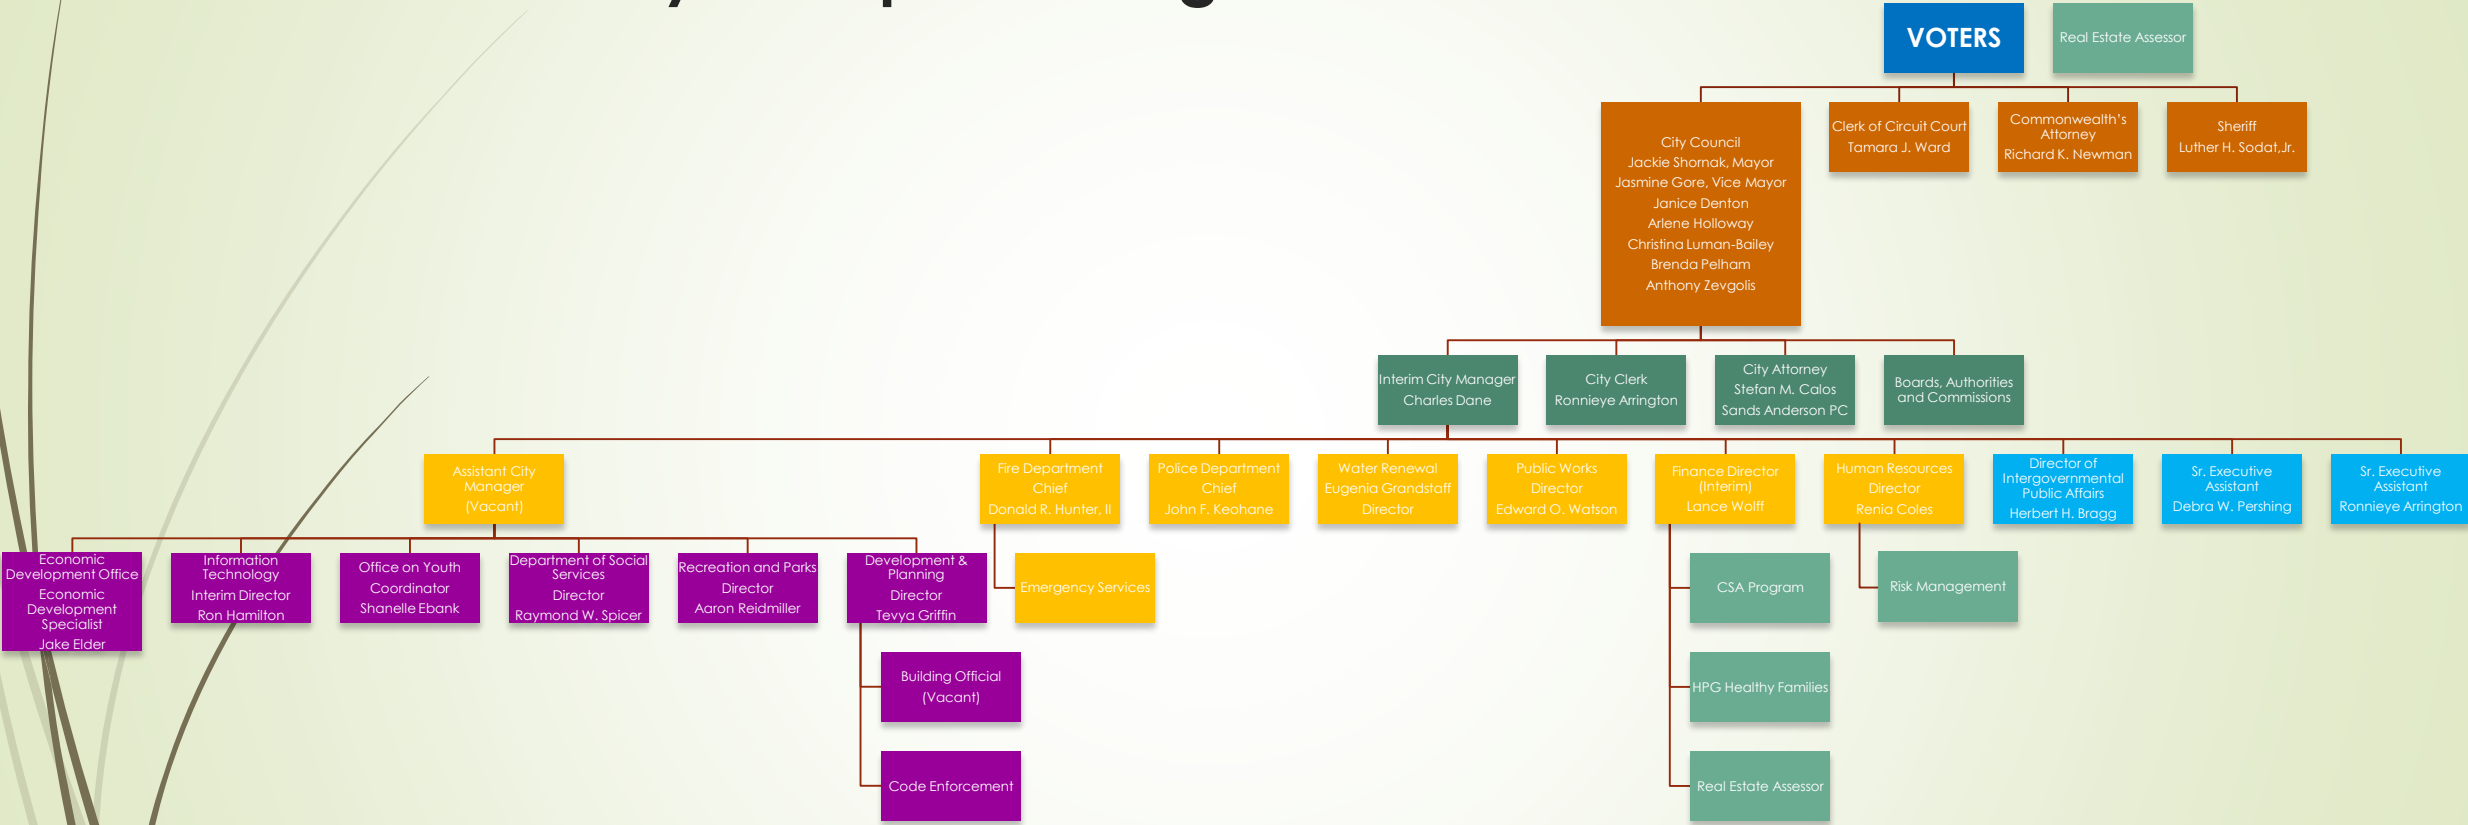 VOTERS
Real Estate Assessor
City Council
Jackie Shornak, Mayor
Jasmine Gore, Vice Mayor
Janice Denton
Arlene Holloway
Christina Luman-Bailey
Brenda Pelham
Anthony Zevgolis
Clerk of Circuit Court
Tamara J. Ward
Commonwealth’s
Attorney
Richard K. Newman
Sheriff
Luther H. Sodat,Jr.
Interim City Manager
Charles Dane
City Clerk
Ronnieye Arrington
City Attorney
Stefan M. Calos
Sands Anderson PC
Boards, Authorities
and Commissions
Assistant City
Manager
(Vacant)
Fire Department
Chief
Donald R. Hunter, II
Police Department
Chief
John F. Keohane
Water Renewal
Eugenia Grandstaff
Director
Public Works
Director
Edward O. Watson
Finance Director
(Interim)
Lance Wolff
Human Resources
Director
Renia Coles
Director of
Intergovernmental
Public Affairs
Herbert H. Bragg
Sr. Executive
Assistant
Debra W. Pershing
Sr. Executive
Assistant
Ronnieye Arrington
Economic
Development Office
Economic
Development
Specialist
Jake Elder
Information
Technology
Interim Director
Ron Hamilton
Office on Youth
Coordinator
Shanelle Ebank
Department of Social
Services
Director
Raymond W. Spicer
Recreation and Parks
Director
Aaron Reidmiller
Development &
Planning
Director
Tevya Griffin
Emergency Services
CSA Program
Risk Management
Building Official
(Vacant)
HPG Healthy Families
Code Enforcement
Real Estate Assessor